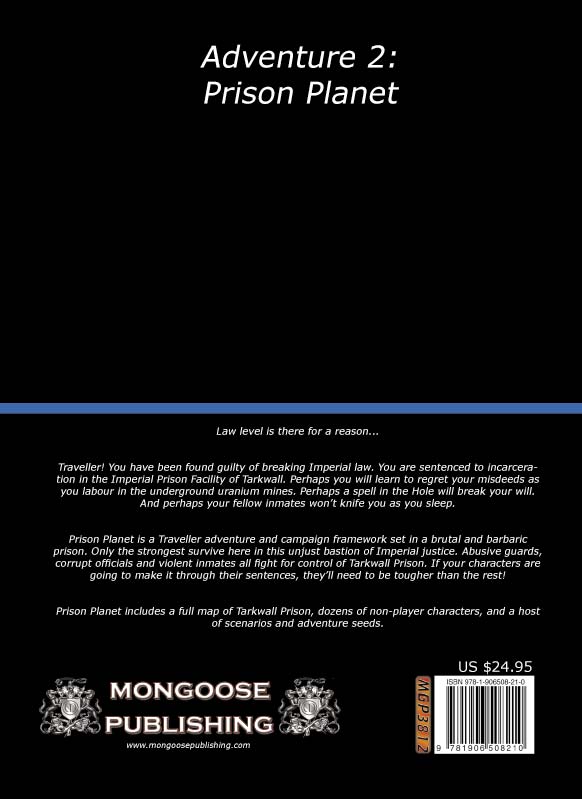 Adventure 2:
Prison Planet
Law level is there for a reason...
Traveller! You have been found guilty of breaking Imperial law. You are sentenced to incarcera-
tion in the Imperial Prison Facility of Tarkwall. Perhaps you will learn to regret your misdeeds as
you labour in the underground uranium mines. Perhaps a spell in the Hole will break your will.
And perhaps your fellow inmates won't knife you as you sleep.
Prison Planet is a Traveller adventure and campaign framework set in a brutal and barbaric
prison. Only the strongest survive here in this unjust bastion of Imperial justice. Abusive guards,
corrupt officials and violent inmates all fight for control of Tarkwall Prison. If your characters are
going to make it through their sentences, they'll need to be tougher than the rest!
Prison Planet includes a full map of Tarkwall Prison, dozens of non-player characters, and a host
of scenarios and adventure seeds.
US $24.95
MONGOOSE
PUBLISHING
www.mongoosepublishing.com
MGP3812
ISBN 978-1-906508-21-0
9 781906 508210